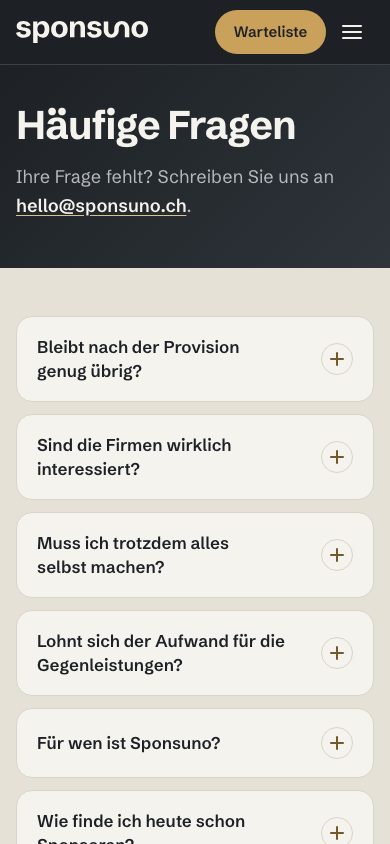 sponsuno
Warteliste
Häufige Fragen
Ihre Frage fehlt? Schreiben Sie uns an
hello@sponsuno.ch.
Bleibt nach der Provision
genug übrig?
Sind die Firmen wirklich
interessiert?
Muss ich trotzdem alles
selbst machen?
Lohnt sich der Aufwand für die
Gegenleistungen?
Für wen ist Sponsuno?
Wie finde ich heute schon
Sponsoren?